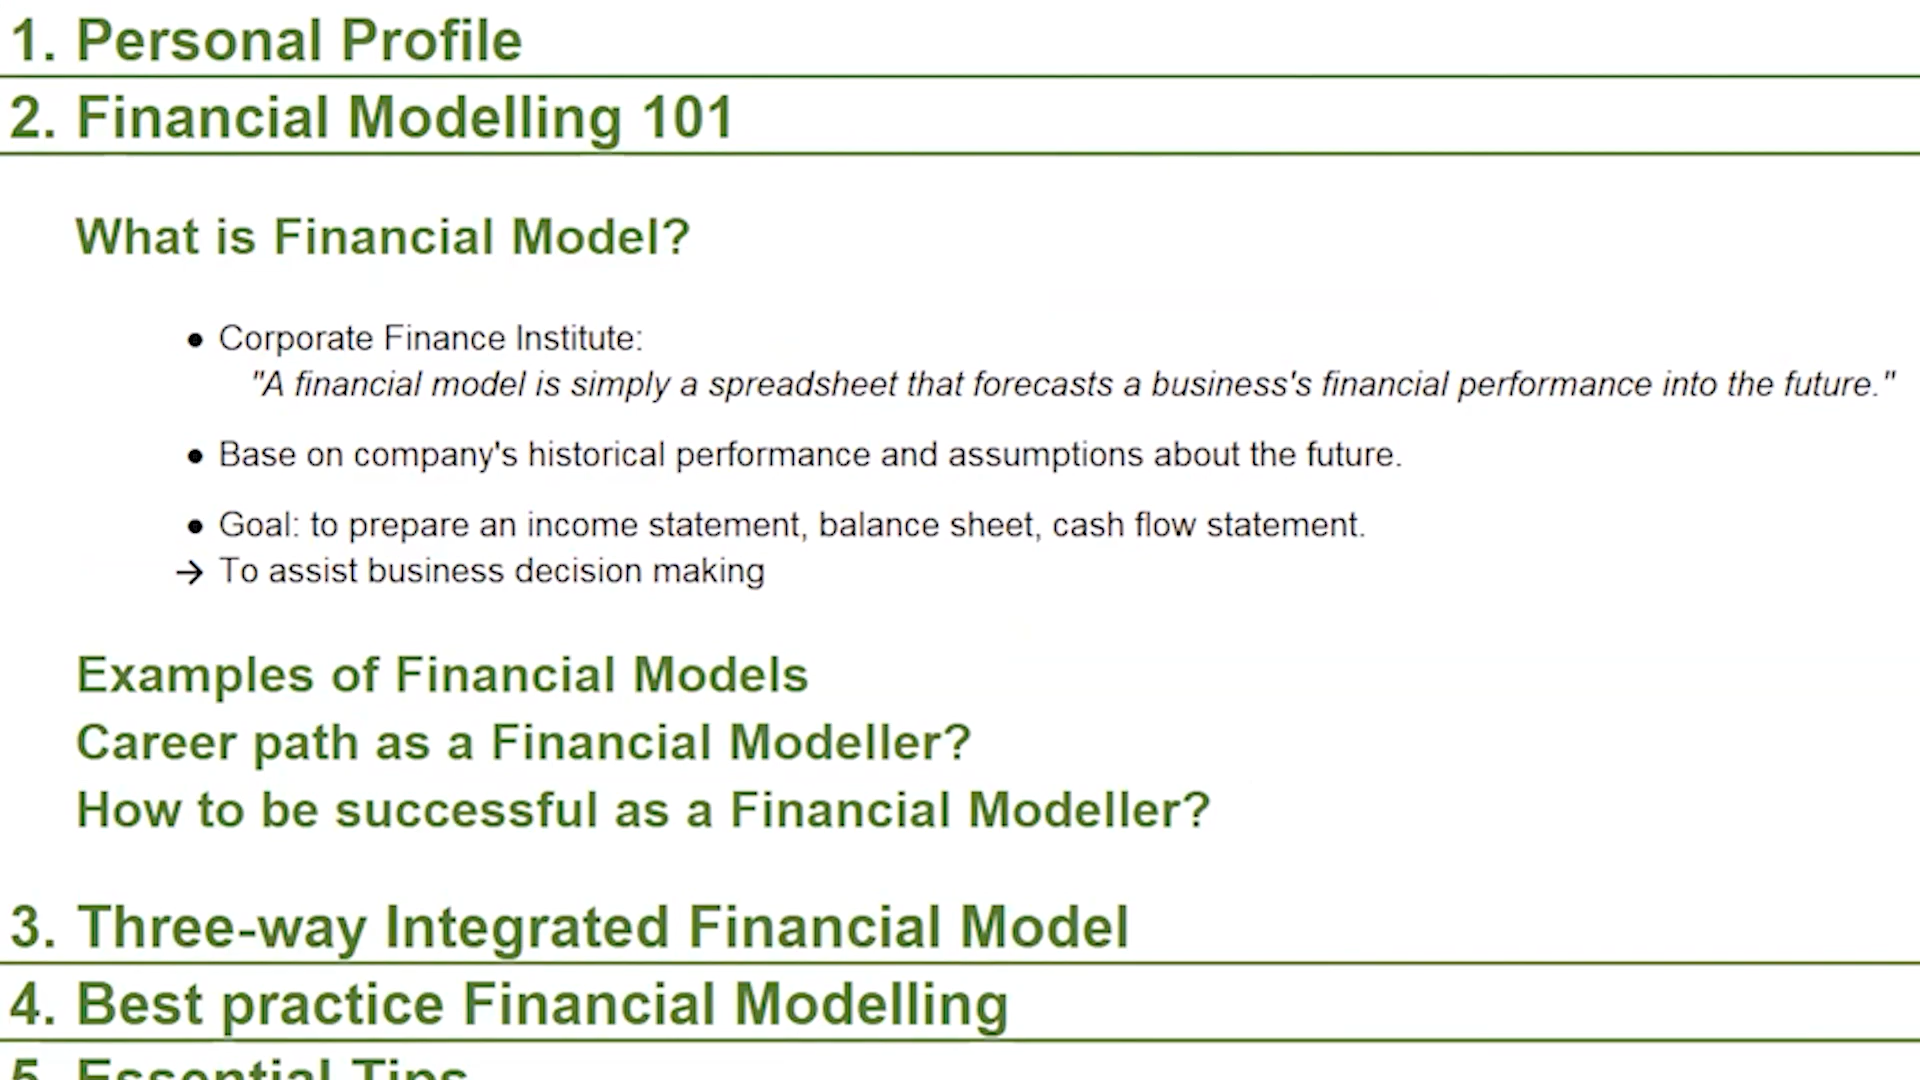 1. Personal Profile
2. Financial Modelling 101
What is Financial Model?
● Corporate Finance Institute:
"A financial model is simply a spreadsheet that forecasts a business's financial performance into the future."
● Base on company's historical performance and assumptions about the future.
● Goal: to prepare an income statement, balance sheet, cash flow statement.
→ To assist business decision making
Examples of Financial Models
Career path as a Financial Modeller?
How to be successful as a Financial Modeller?
3. Three-way Integrated Financial Model
4. Best practice Financial Modelling
5. Essential Tips